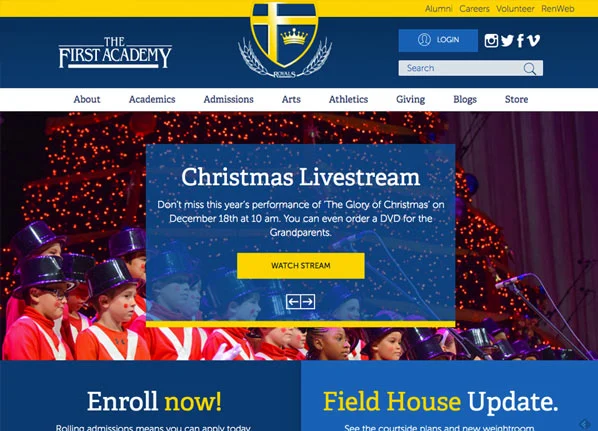 Alumni Careers Volunteer RenWeb
THE
FIRST ACADEMY
ROYALS
LOGIN
Search
About Academics Admissions Arts Athletics Giving Blogs Store
Christmas Livestream
Don't miss this year's performance of 'The Glory of Christmas' on
December 18th at 10 am. You can even order a DVD for the
Grandparents.
WATCH STREAM
Enroll now!
Field House Update.
Rolling admissions means you can apply today.
See the courtside plans and new weightroom.